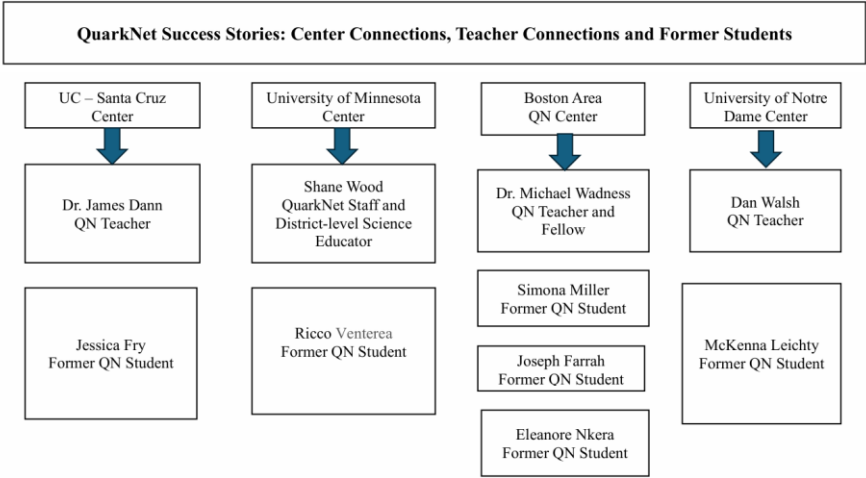 QuarkNet Success Stories: Center Connections, Teacher Connections and Former Students
UC – Santa Cruz
Center
Dr. James Dann
QN Teacher
Jessica Fry
Former QN Student
University of Minnesota
Center
Shane Wood
QuarkNet Staff and
District-level Science
Educator
Ricco Venterea
Former QN Student
Boston Area
QN Center
Dr. Michael Wadness
QN Teacher and
Fellow
Simona Miller
Former QN Student
Joseph Farrah
Former QN Student
Eleanore Nkera
Former QN Student
University of Notre
Dame Center
Dan Walsh
QN Teacher
McKenna Leichty
Former QN Student